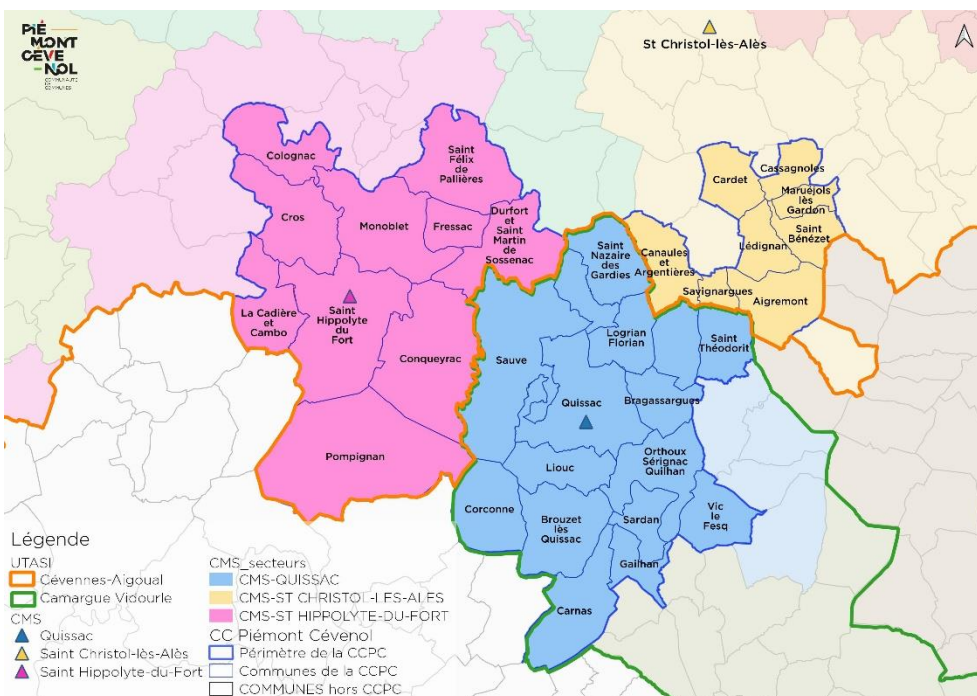 PIÉ
MONT
CÉVE
NOL
COMMUNAUTÉ
DE
COMMUNES
St Christol-lès-Alès
Colognac
Saint
Félix
de
Pallières
Cardet
Cassagnoles
Maruejols
lès
Gardon
Cros
Monoblet
Fressac
Durfort
et
Saint
Martin
de
Sossenac
Saint
Bénézet
Lédignan
Saint
Nazaire
des
Gardies
Canaules
et
Argentières
Savignargues
Aigremont
La Cadière
et
Cambo
Saint
Hippolyte
du
Fort
Conqueyrac
Sauve
Logrian
Florian
Saint
Théodorit
Quissac
Bragassargues
Pompignan
Liouc
Orthoux
Sérignac
Quilhan
Corconne
Brouzet
lès
Quissac
Sardan
Vic
le
Fesq
Gailhan
Carnas
Légende
UTASI
Cévennes-Aigoual
Camargue Vidourle
CMS
Quissac
Saint Christol-lès-Alès
Saint Hippolyte-du-Fort
CMS_secteurs
CMS-QUISSAC
CMS-ST CHRISTOL-LES-ALES
CMS-ST HIPPOLYTE-DU-FORT
CC Piémont Cévenol
Périmètre de la CCPC
Communes de la CCPC
COMMUNES hors CCPC